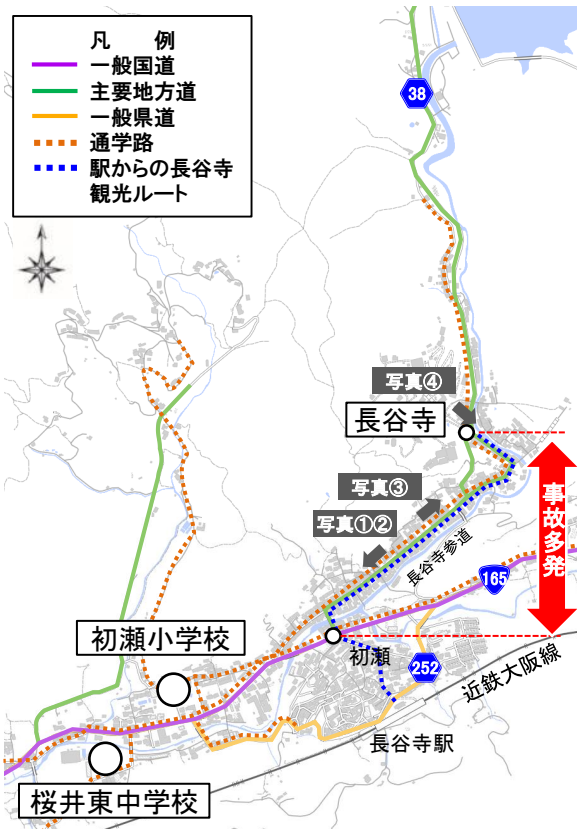 凡 例
一般国道
主要地方道
一般県道
通学路
駅からの長谷寺
観光ルート
38
写真④
長谷寺
写真③
写真①②
長谷寺参道
事故多発
165
初瀬小学校
初瀬
252
近鉄大阪線
長谷寺駅
桜井東中学校